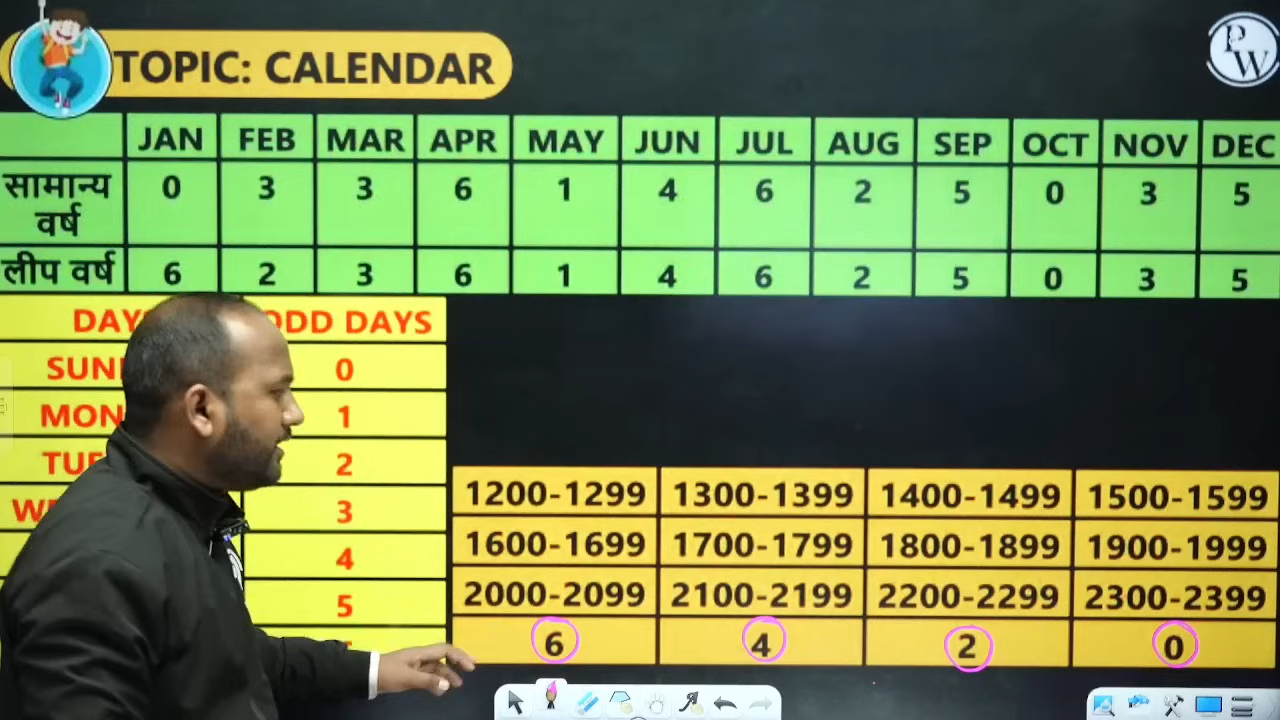 TOPIC: CALENDAR
PW
JAN FEB MAR APR MAY JUN JUL AUG SEP OCT NOV DEC
सामान्य वर्ष 0 3 3 6 1 4 6 2 5 0 3 5
लीप वर्ष 6 2 3 6 1 4 6 2 5 0 3 5
ODD DAYS
0
1
2
3
4
5
1200-1299 1300-1399 1400-1499 1500-1599
1600-1699 1700-1799 1800-1899 1900-1999
2000-2099 2100-2199 2200-2299 2300-2399
6 4 2 0